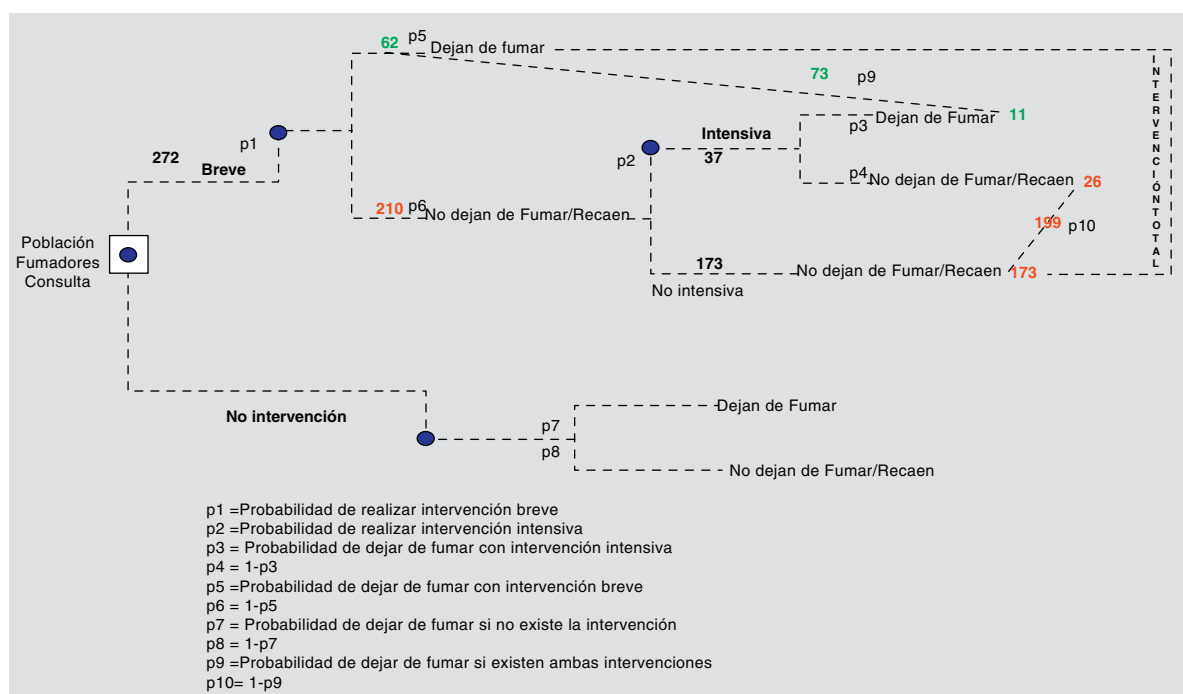 62 p5 Dejan de fumar
73 p9
INTERVENCIÓNTOTAL
Dejan de Fumar 11
p3
p1
Intensiva
p2
37
272
Breve
p4 No dejan de Fumar/Recaen 26
210 p6 No dejan de Fumar/Recaen
199 p10
Población
Fumadores
Consulta
173
No dejan de Fumar/Recaen 173
No intensiva
No intervención
Dejan de Fumar
p7
p8
No dejan de Fumar/Recaen
p1 =Probabilidad de realizar intervención breve
p2 =Probabilidad de realizar intervención intensiva
p3 = Probabilidad de dejar de fumar con intervención intensiva
p4 = 1-p3
p5 =Probabilidad de dejar de fumar con intervención breve
p6 = 1-p5
p7 = Probabilidad de dejar de fumar si no existe la intervención
p8 = 1-p7
p9 =Probabilidad de dejar de fumar si existen ambas intervenciones
p10= 1-p9